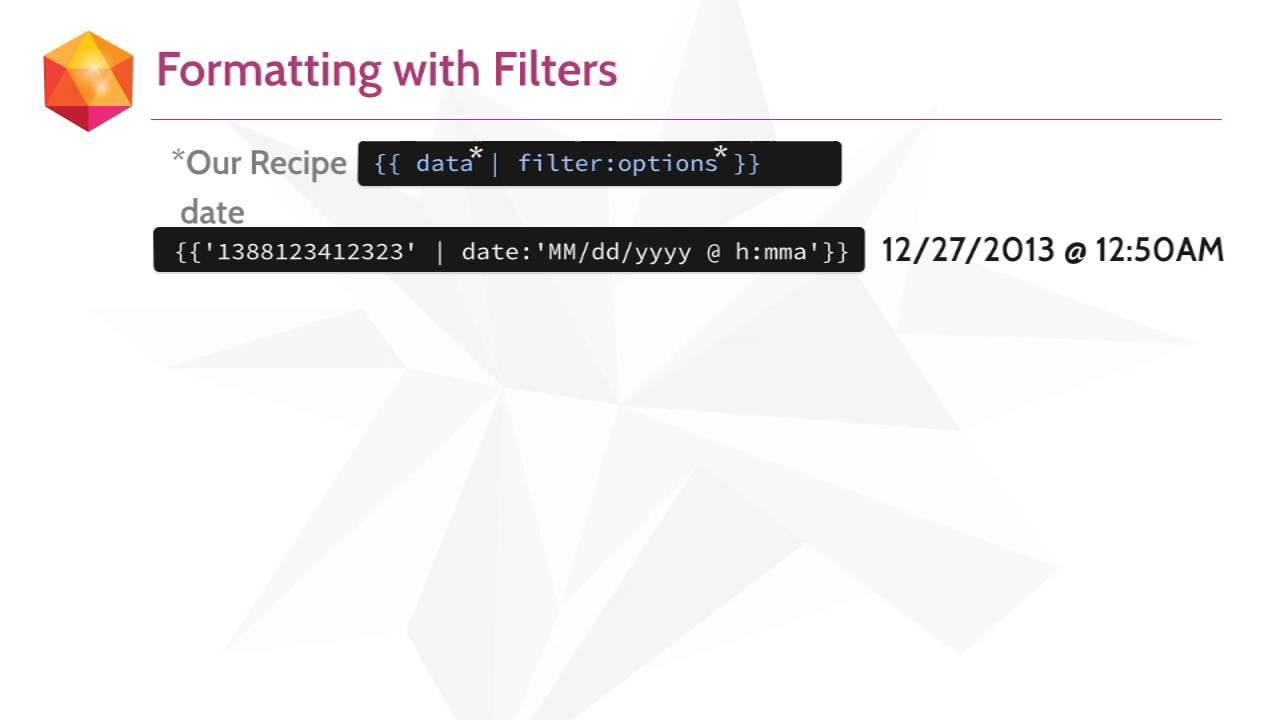 Formatting with Filters
*Our Recipe {{ data* | filter:options* }}
date
{{'1388123412323' | date:'MM/dd/yyyy @ h:mma'}} 12/27/2013 @ 12:50AM